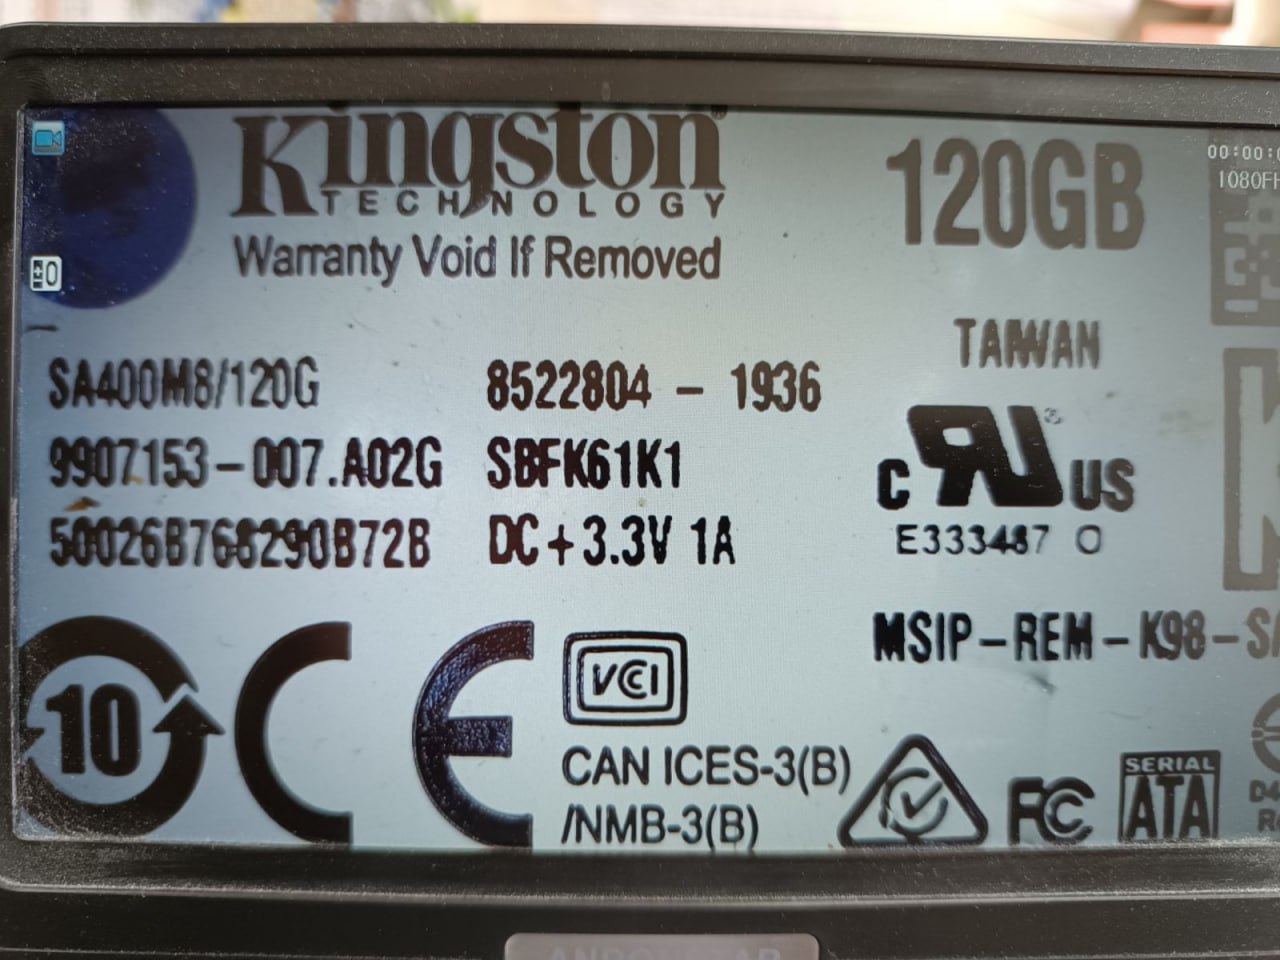 Kingston
TECHNOLOGY
Warranty Void If Removed
120GB
00:00:
1080FH
±0
TAIWAN
SA400M8/120G
8522804 - 1936
9907153-007.A02G
SBFK61K1
50026B768290B72B
DC+3.3V 1A
C US
E333487
MSIP-REM-K98-SA
10
CE
VCCI
CAN ICES-3(B)
/NMB-3(B)
FC
SERIAL
ATA